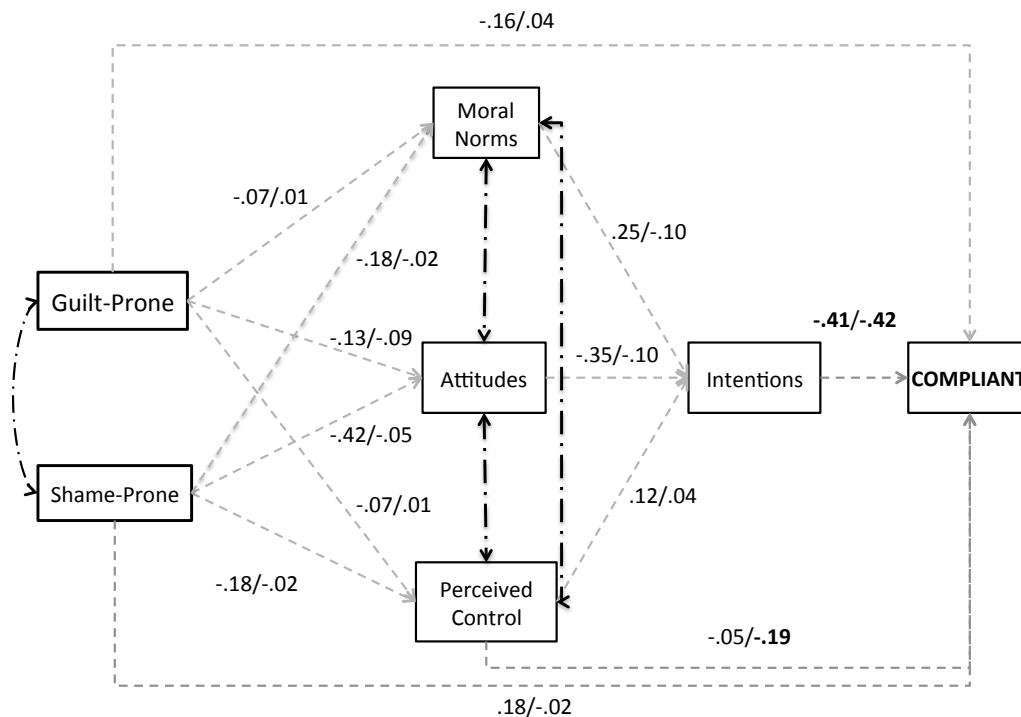 -.16/.04
Moral
Norms
-.07/.01
.25/-.10
-.18/-.02
Guilt-Prone
-.41/-.42
-.13/-.09
-.35/-.10
Attitudes
Intentions
COMPLIANT
-.42/-.05
Shame-Prone
-.07/.01
.12/.04
-.18/-.02
Perceived
Control
-.05/-.19
.18/-.02